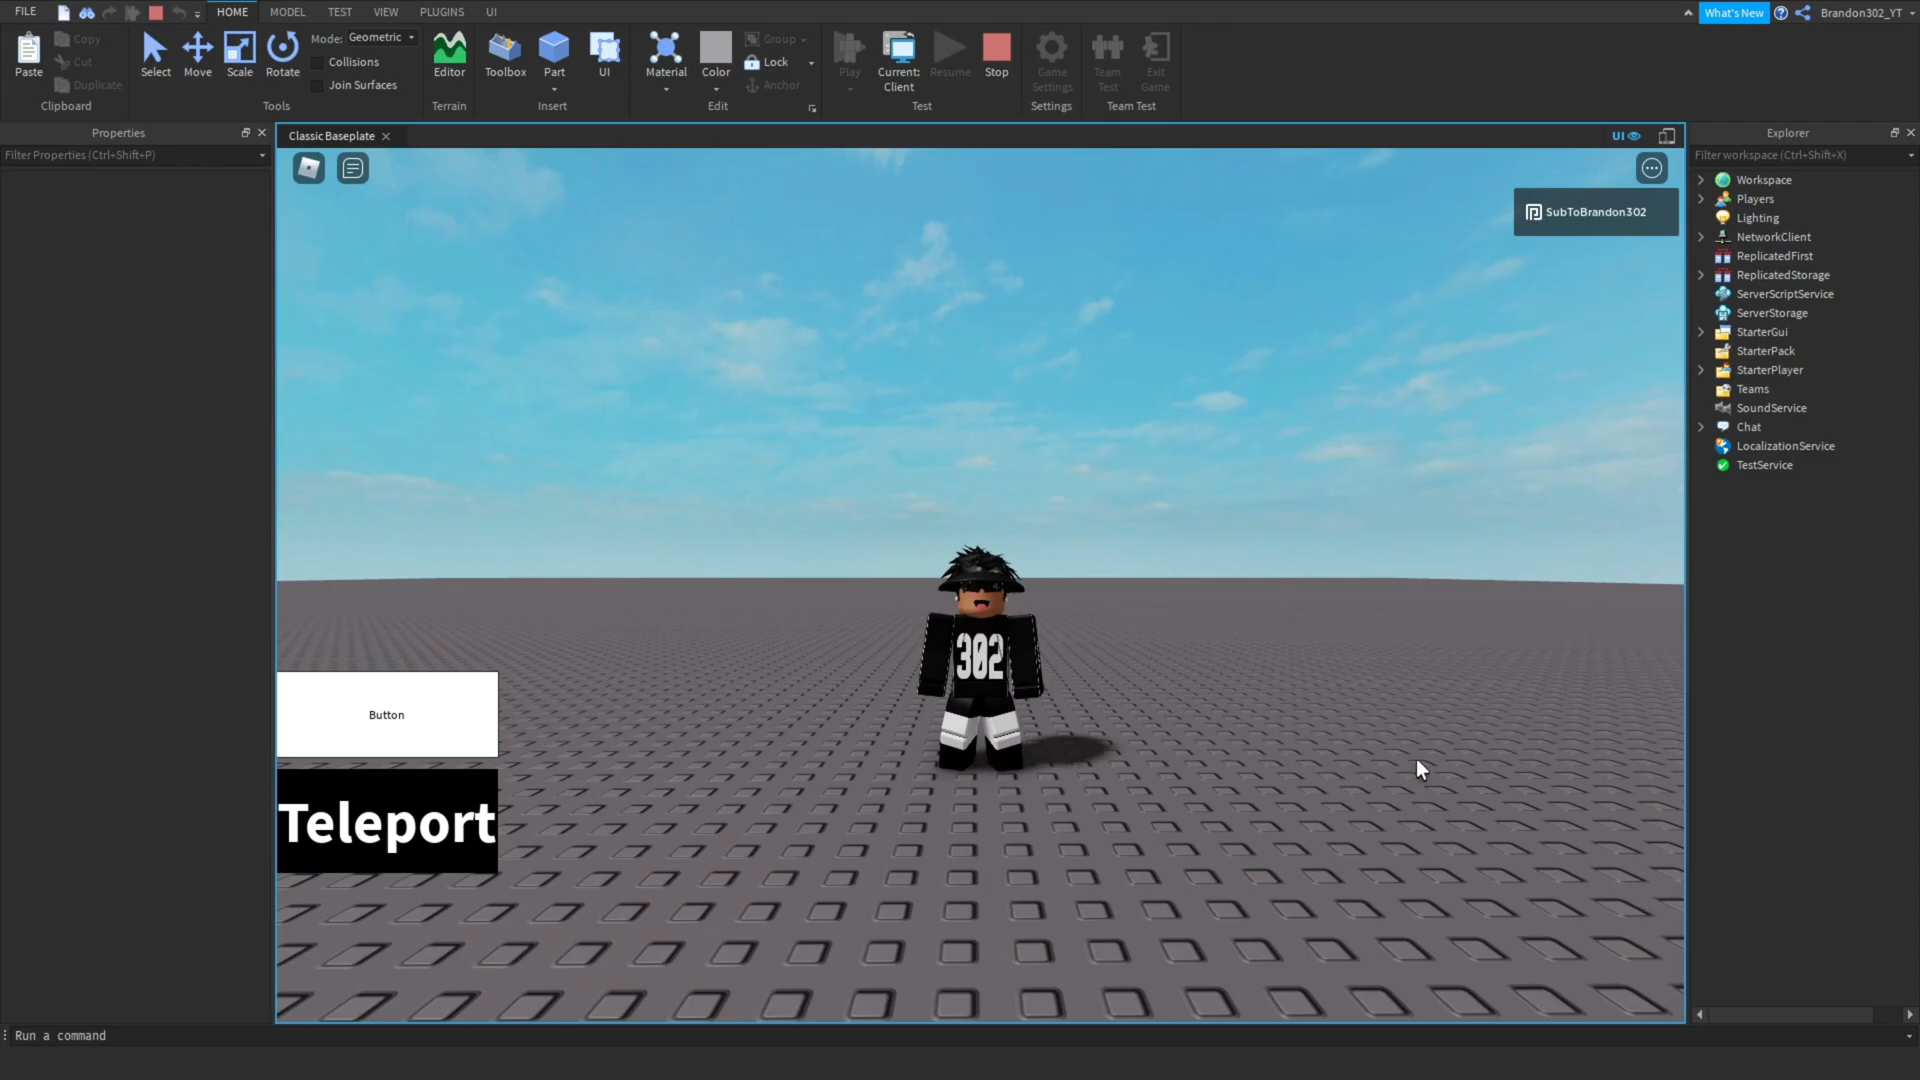 FILE HOME MODEL TEST VIEW PLUGINS UI What's New Brandon302_YT
Paste Copy Cut Duplicate Clipboard
Select Move Scale Rotate Mode: Geometric Collisions Join Surfaces Tools
Editor Terrain
Toolbox Part UI Insert
Material Color Group Lock Anchor Edit
Play Current: Client Resume Stop Test
Game Settings Settings
Team Test Exit Game Team Test
Properties
Filter Properties (Ctrl+Shift+P)
Classic Baseplate
UI
SubToBrandon302
302
Button
Teleport
Explorer
Filter workspace (Ctrl+Shift+X)
Workspace
Players
Lighting
NetworkClient
ReplicatedFirst
ReplicatedStorage
ServerScriptService
ServerStorage
StarterGui
StarterPack
StarterPlayer
Teams
SoundService
Chat
LocalizationService
TestService
Run a command